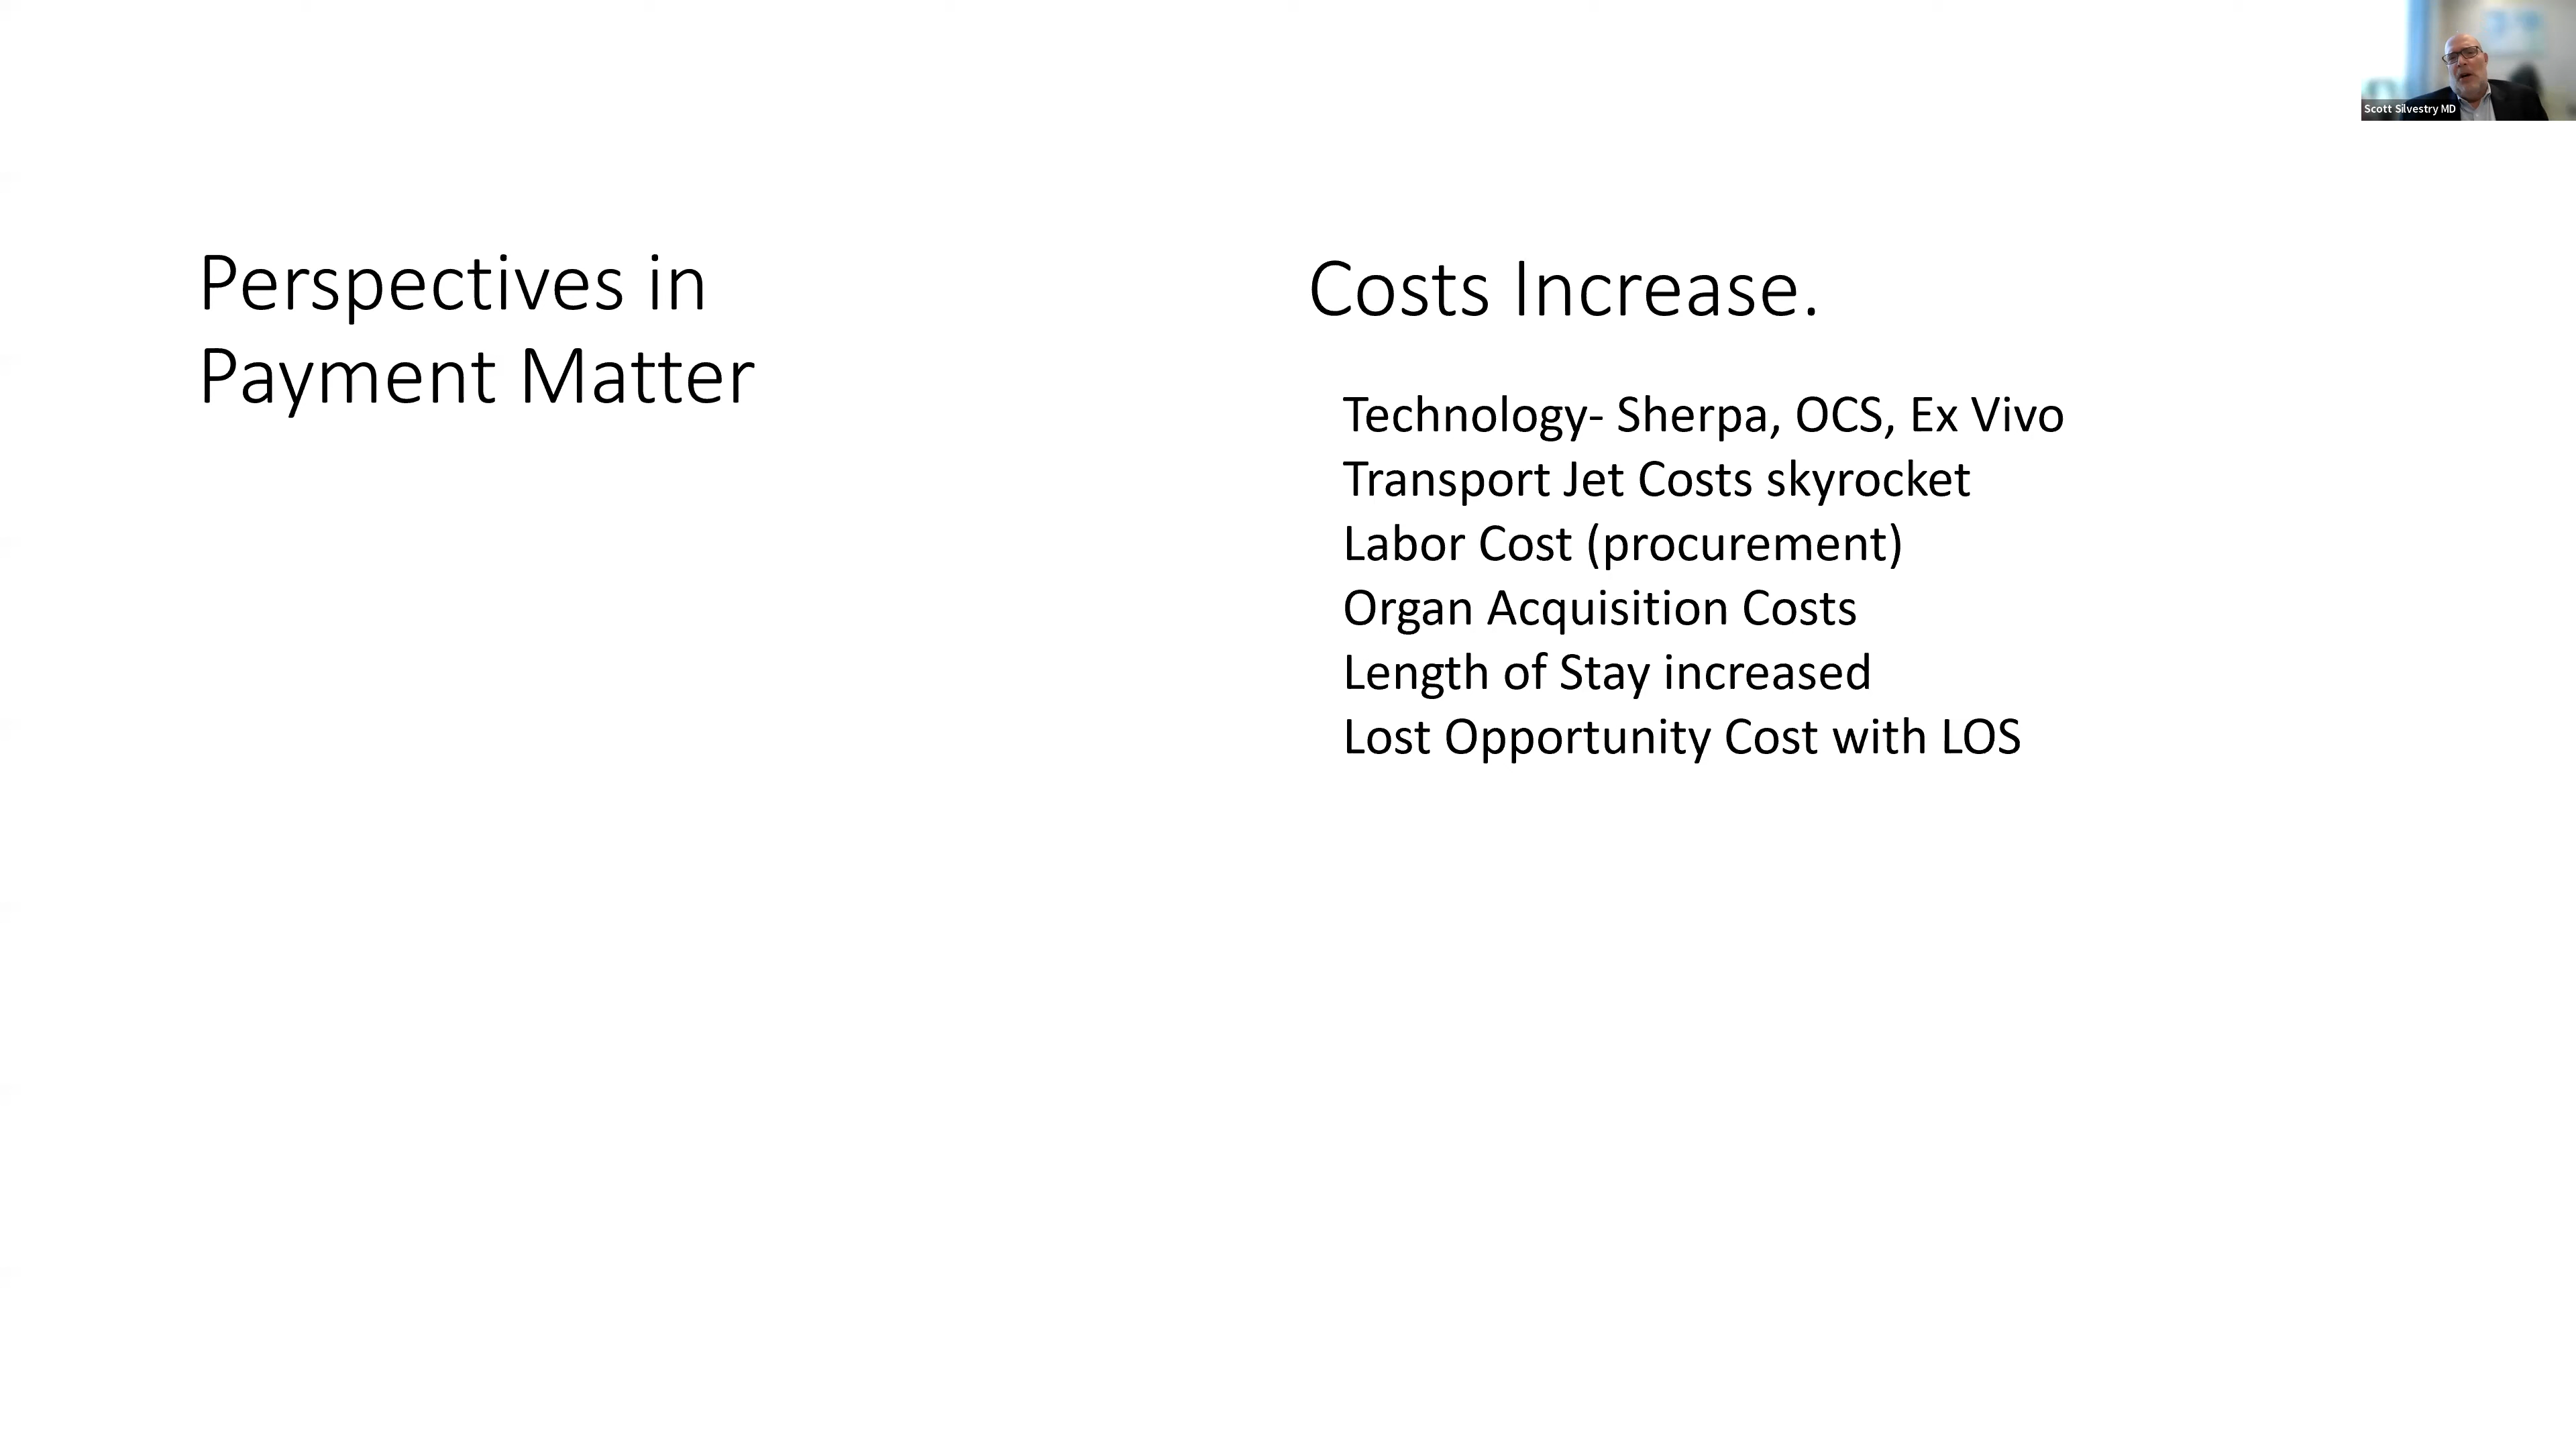 Scott Silvestry MD
Perspectives in
Payment Matter
Costs Increase.
Technology- Sherpa, OCS, Ex Vivo
Transport Jet Costs skyrocket
Labor Cost (procurement)
Organ Acquisition Costs
Length of Stay increased
Lost Opportunity Cost with LOS